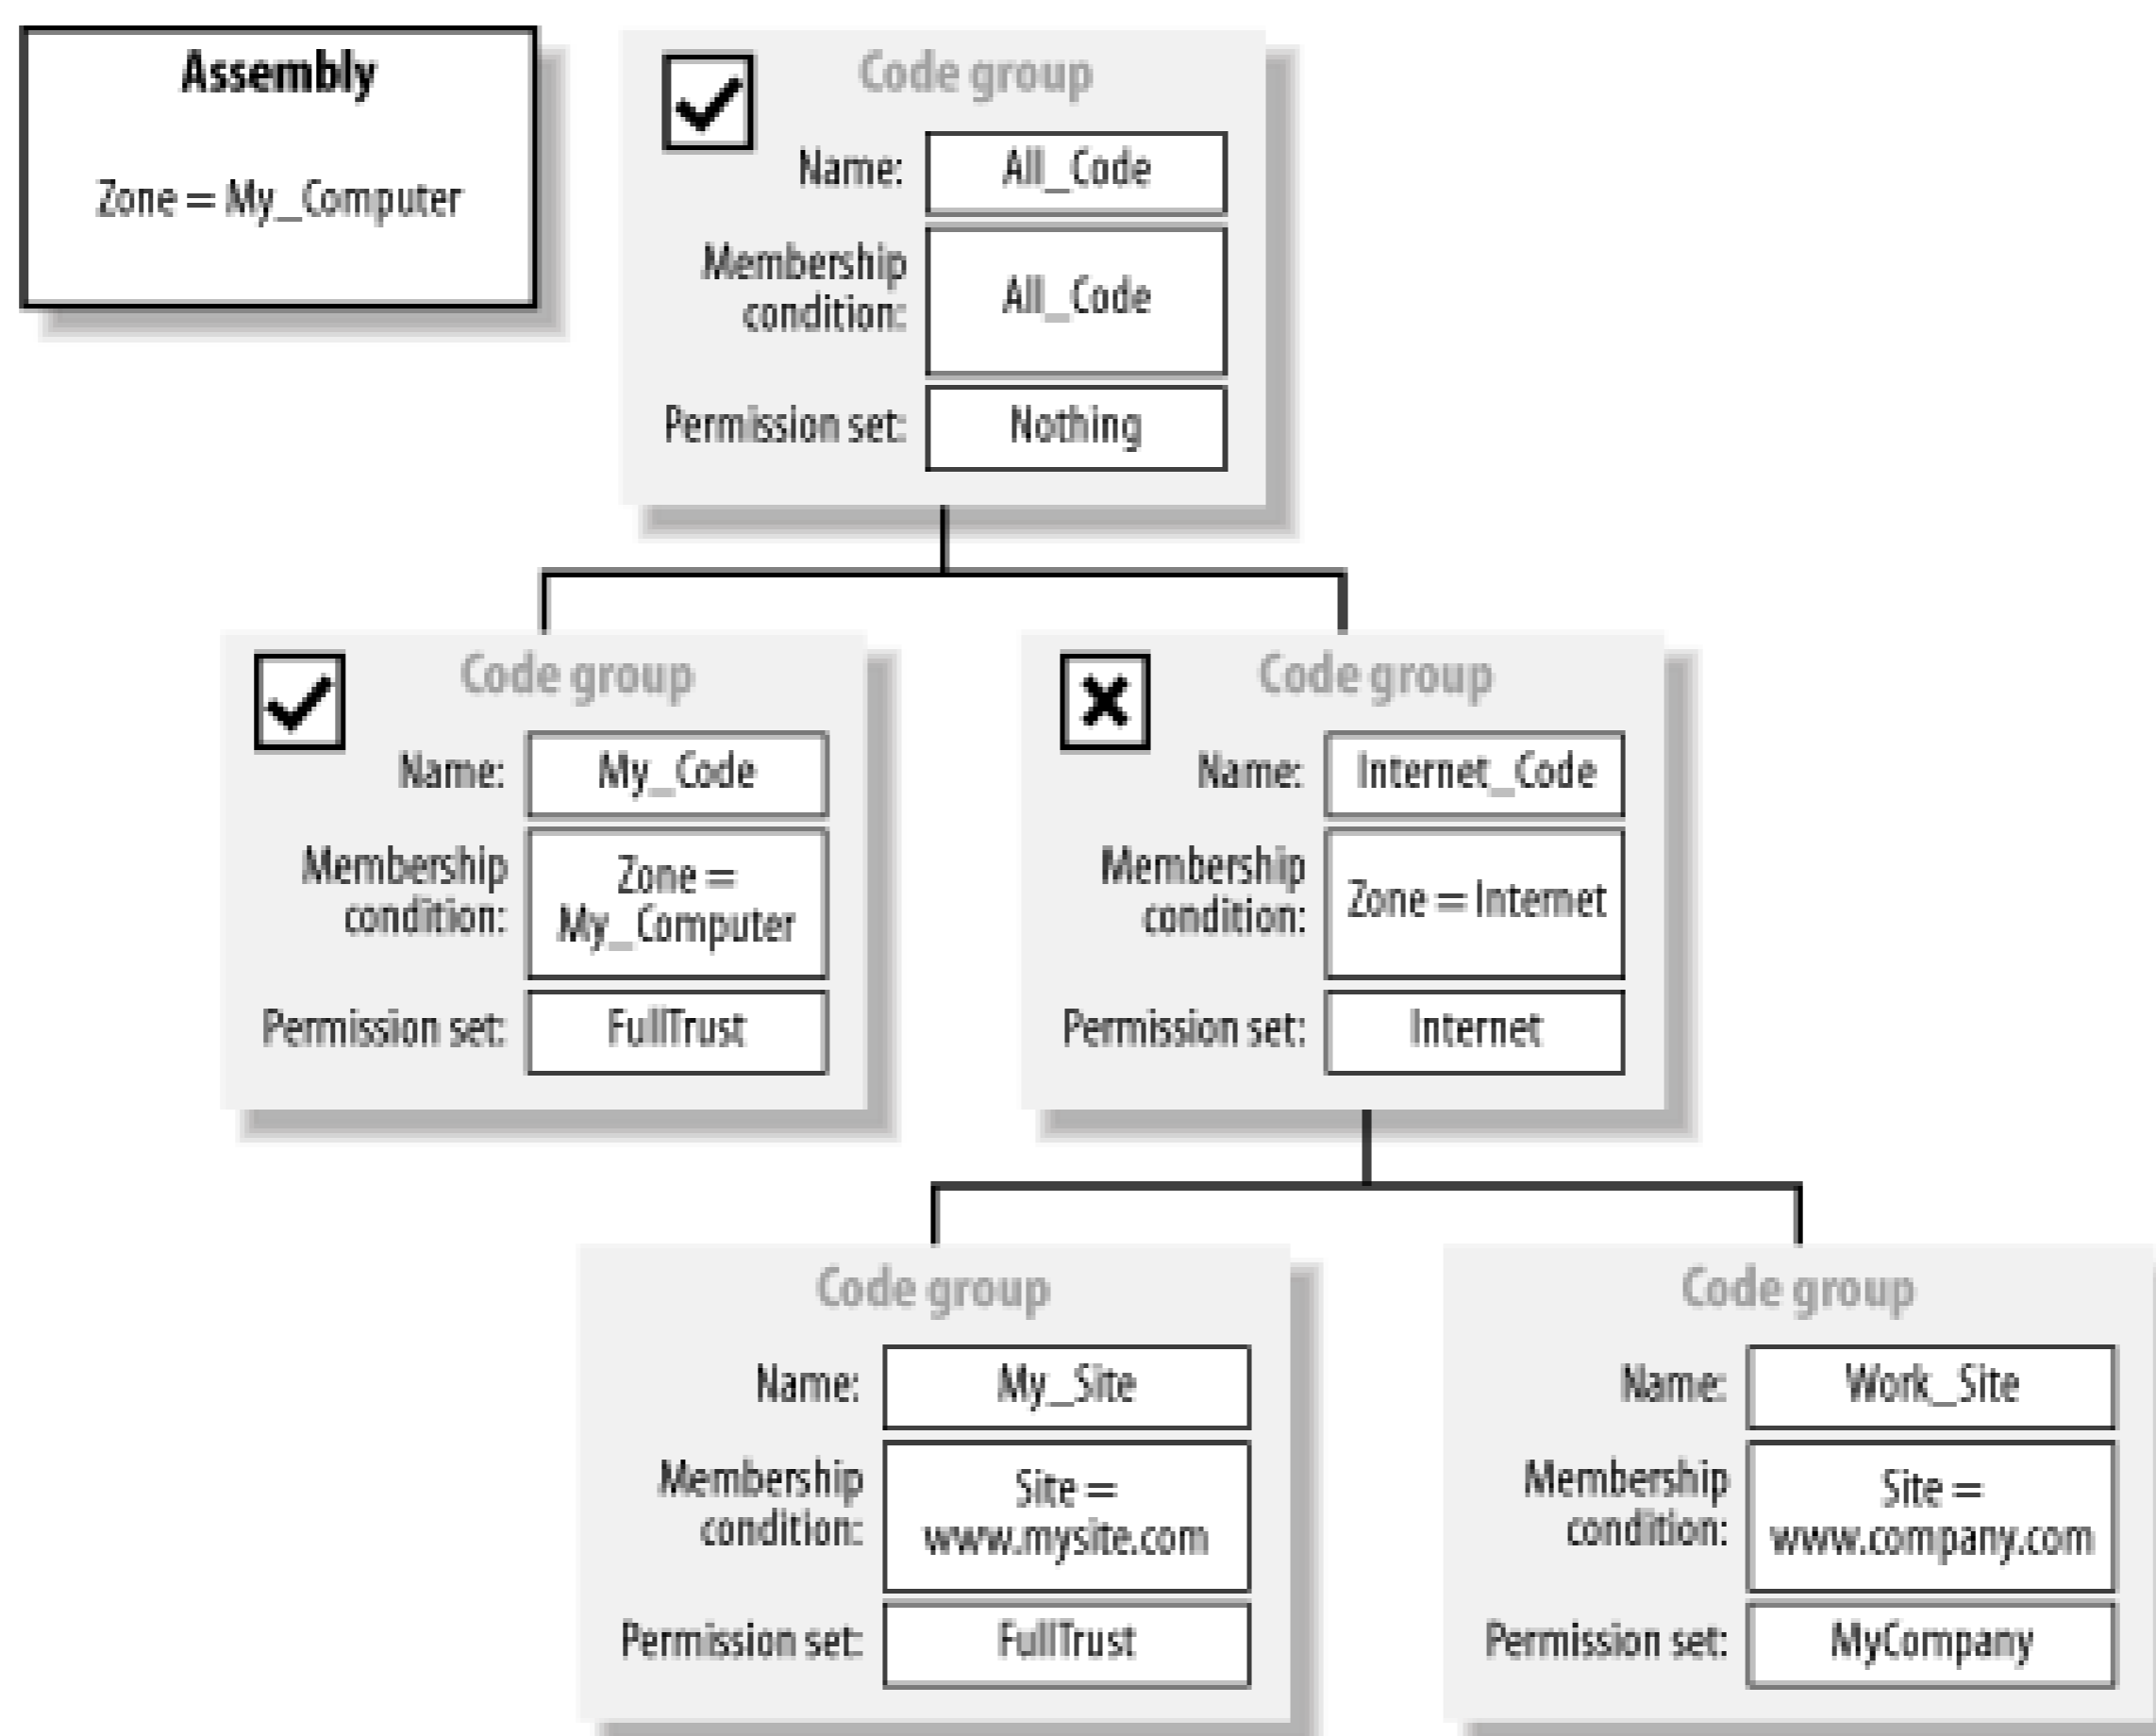 Assembly
Zone = My_Computer
Code group
Name: All_Code
Membership
condition:
All_Code
Permission set: Nothing
Code group
Name: My_Code
Membership
condition:
Zone =
My_Computer
Permission set: FullTrust
Code group
Name: Internet_Code
Membership
condition:
Zone = Internet
Permission set: Internet
Code group
Name: My_Site
Membership
condition:
Site =
www.mysite.com
Permission set: FullTrust
Code group
Name: Work_Site
Membership
condition:
Site =
www.company.com
Permission set: MyCompany